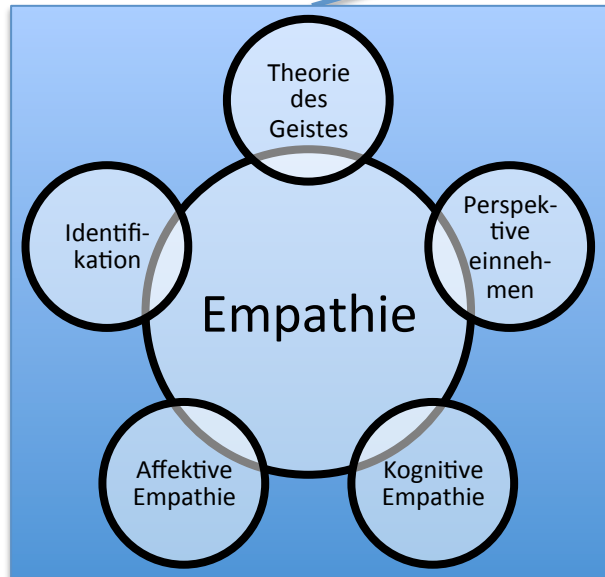 Theorie
des
Geistes
Identifi-
kation
Perspek-
tive
einneh-
men
Empathie
Affektive
Empathie
Kognitive
Empathie